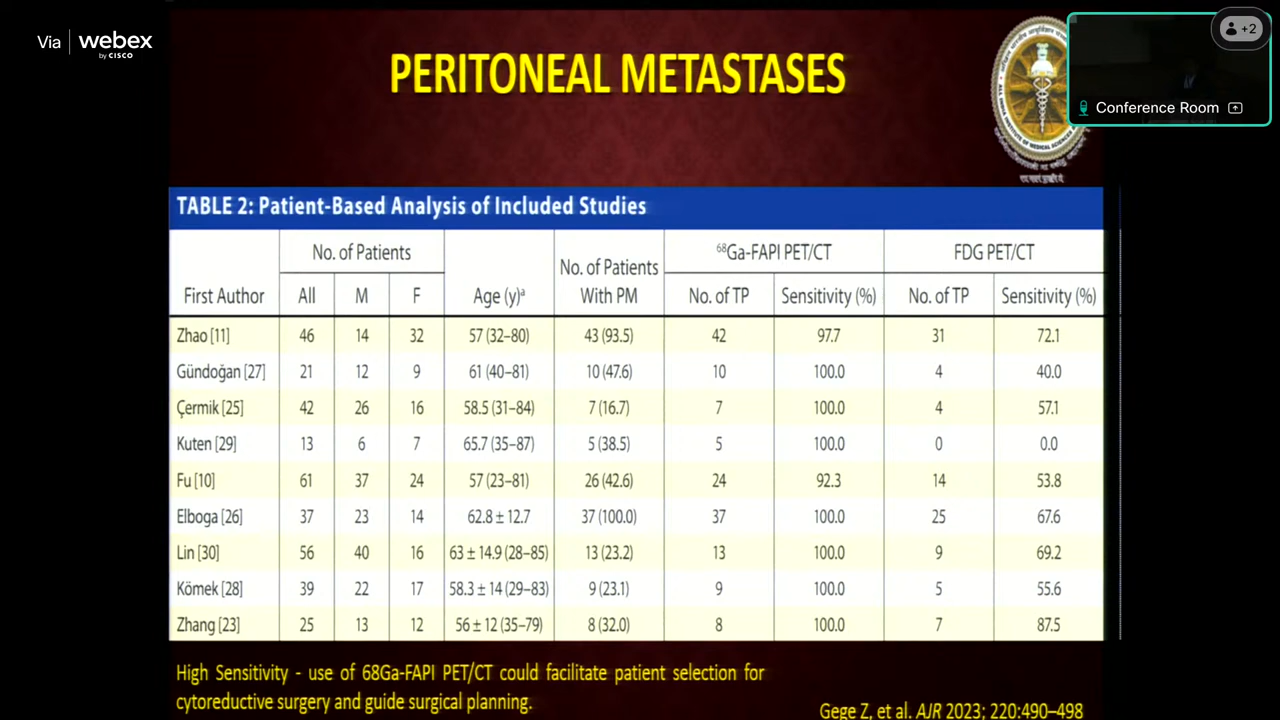 Via webex
by CISCO
+2
Conference Room
PERITONEAL METASTASES
TABLE 2: Patient-Based Analysis of Included Studies
First Author No. of Patients Age (y)a No. of Patients With PM 68Ga-FAPI PET/CT FDG PET/CT
All M F No. of TP Sensitivity (%) No. of TP Sensitivity (%)
Zhao [11] 46 14 32 57 (32–80) 43 (93.5) 42 97.7 31 72.1
Gündoğan [27] 21 12 9 61 (40–81) 10 (47.6) 10 100.0 4 40.0
Çermik [25] 42 26 16 58.5 (31–84) 7 (16.7) 7 100.0 4 57.1
Kuten [29] 13 6 7 65.7 (35–87) 5 (38.5) 5 100.0 0 0.0
Fu [10] 61 37 24 57 (23–81) 26 (42.6) 24 92.3 14 53.8
Elboga [26] 37 23 14 62.8 ± 12.7 37 (100.0) 37 100.0 25 67.6
Lin [30] 56 40 16 63 ± 14.9 (28–85) 13 (23.2) 13 100.0 9 69.2
Kömek [28] 39 22 17 58.3 ± 14 (29–83) 9 (23.1) 9 100.0 5 55.6
Zhang [23] 25 13 12 56 ± 12 (35–79) 8 (32.0) 8 100.0 7 87.5
High Sensitivity - use of 68Ga-FAPI PET/CT could facilitate patient selection for
cytoreductive surgery and guide surgical planning.
Gege Z, et al. AJR 2023; 220:490–498